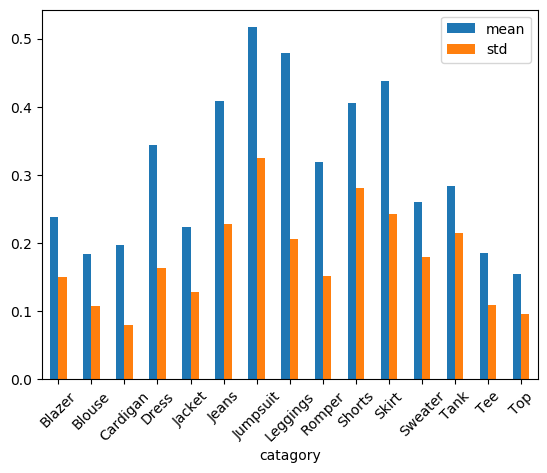 mean
std
0.5
0.4
0.3
0.2
0.1
0.0
Blazer
Blouse
Cardigan
Dress
Jacket
Jeans
Jumpsuit
Leggings
Romper
Shorts
Skirt
Sweater
Tank
Tee
Top
catagory